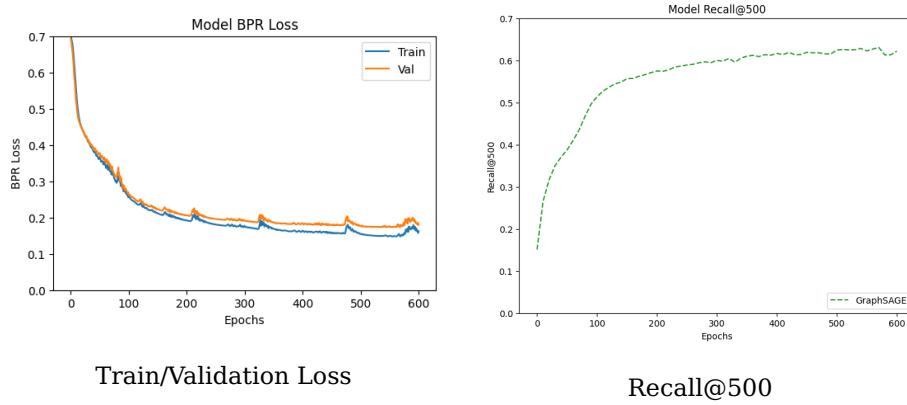 Model BPR Loss
0.7
0.6
0.5
0.4
0.3
0.2
0.1
0.0
BPR Loss
Train
Val
0 100 200 300 400 500 600
Epochs
Train/Validation Loss
Model Recall@500
0.7
0.6
0.5
0.4
0.3
0.2
0.1
0.0
Recall@500
GraphSAGE
0 100 200 300 400 500 600
Epochs
Recall@500